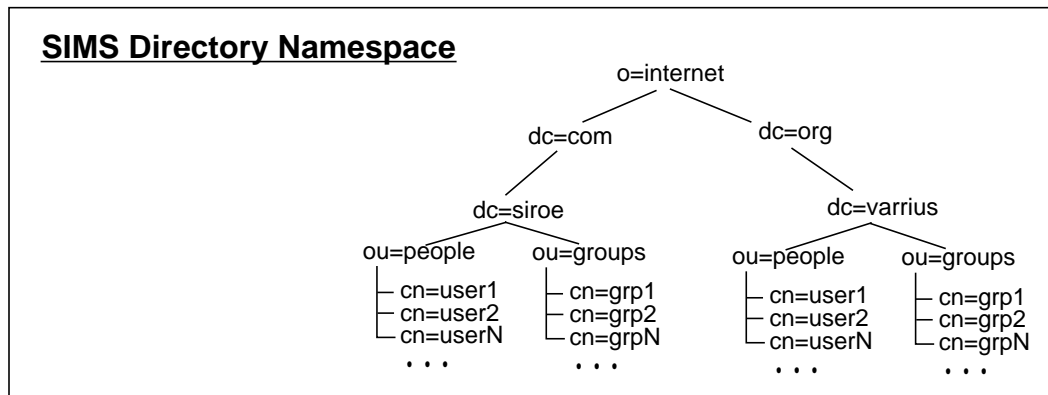 SIMS Directory Namespace
o=internet
dc=com
dc=org
dc=siroe
dc=varrius
ou=people
ou=groups
ou=people
ou=groups
cn=user1
cn=user2
cn=userN
. . .
cn=grp1
cn=grp2
cn=grpN
. . .
cn=user1
cn=user2
cn=userN
. . .
cn=grp1
cn=grp2
cn=grpN
. . .